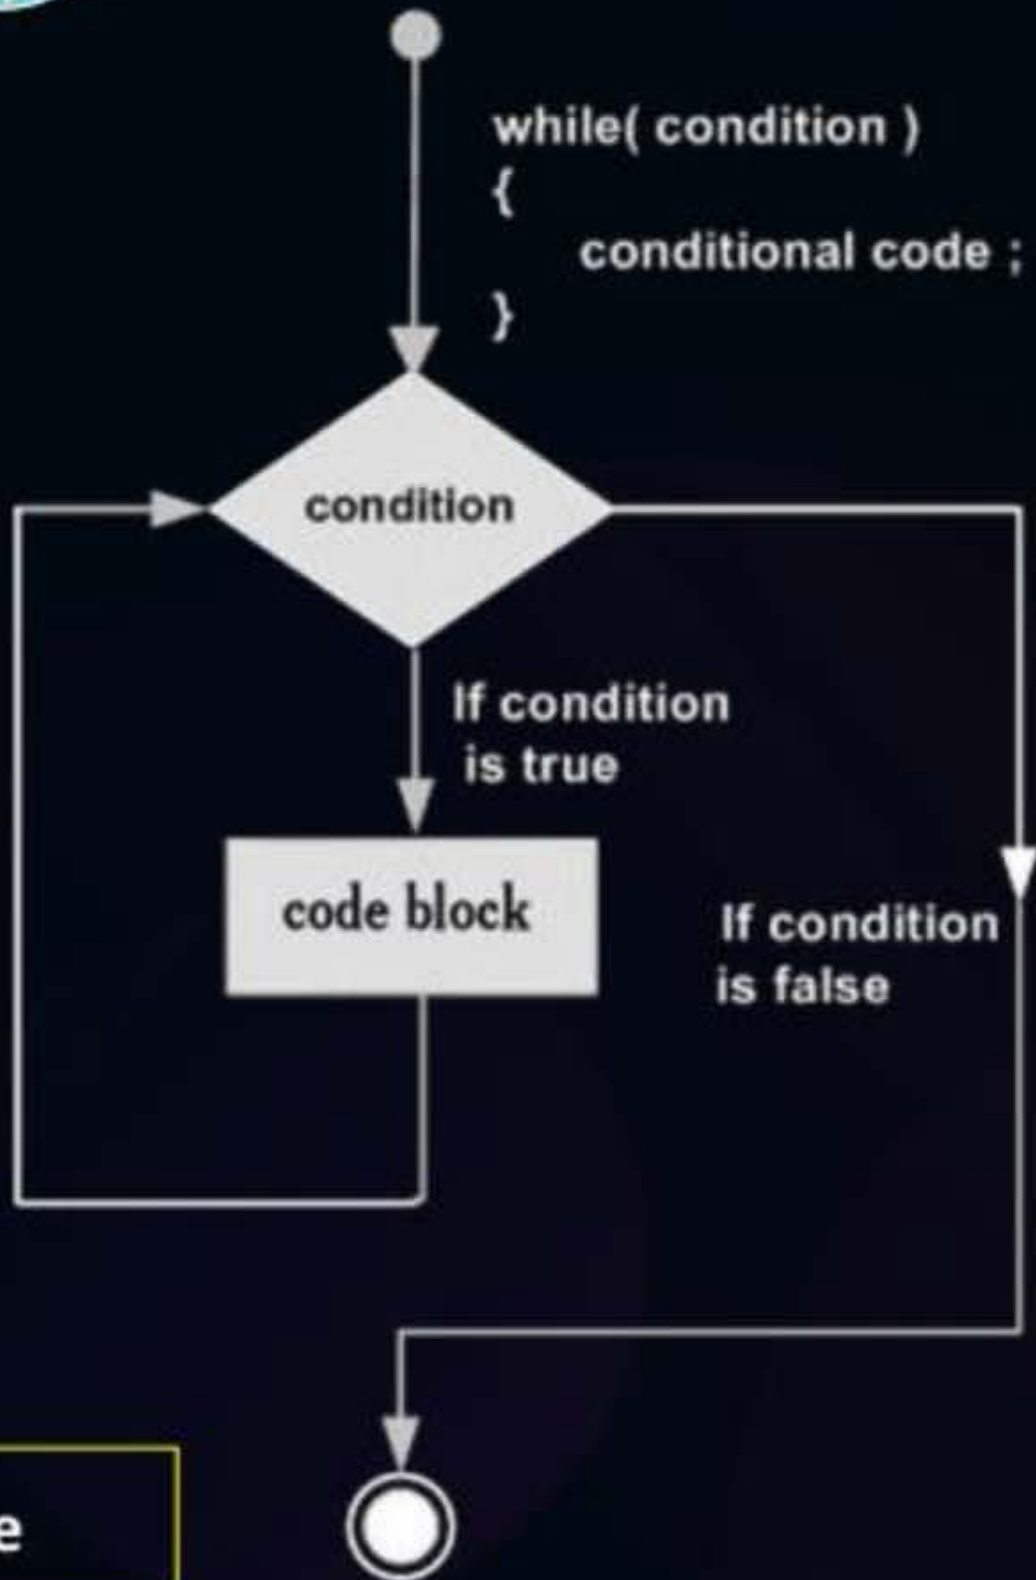 while( condition )
{
conditional code ;
}
condition
If condition
is true
code block
If condition
is false
e